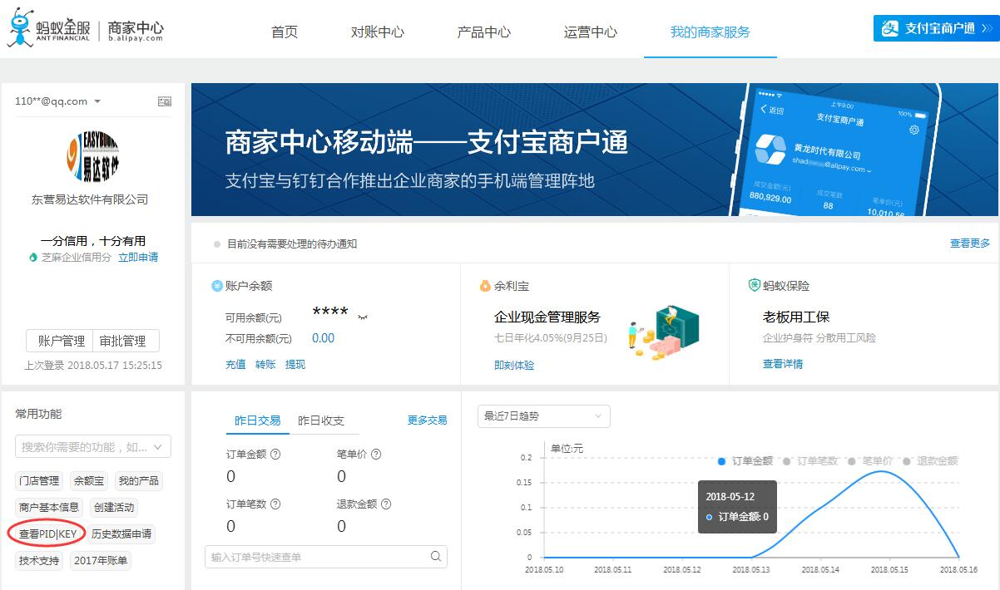 蚂蚁金服
ANT FINANCIAL
商家中心
b.alipay.com
首页
对账中心
产品中心
运营中心
我的商家服务
支付宝商户通
110**@qq.com
EASYBOUND
易达软件
东营易达软件有限公司
一分信用，十分有用
芝麻企业信用分 立即申请
账户管理 审批管理
上次登录 2018.05.17 15:25:15
商家中心移动端——支付宝商户通
支付宝与钉钉合作推出企业商家的手机端管理阵地
上午9:00
100%
返回
支付宝商户通
黄龙时代有限公司
@alipay.com
成交金额(元)
880,929.00
成交笔数
88
笔单价(元)
10,010.56
目前没有需要处理的待办通知
查看更多
账户余额
可用余额(元) ****
不可用余额(元) 0.00
充值 转账 提现
余利宝
企业现金管理服务
七日年化4.05%(9月25日)
即刻体验
保
蚂蚁保险
老板用工保
企业护身符 分散用工风险
查看详情
常用功能
搜索你需要的功能，如...
门店管理 余额宝 我的产品
商户基本信息 创建活动
查看PID|KEY 历史数据申请
技术支持 2017年账单
昨日交易 昨日收支 更多交易
订单金额 ? 笔单价 ?
0 0
订单笔数 ? 退款金额 ?
0 0
输入订单号快速查单
最近7日趋势
单位:元
订单金额 订单笔数 笔单价 退款金额
0.2
0.15
0.1
0.05
0
2018-05-12
订单金额: 0
2018.05.10 2018.05.11 2018.05.12 2018.05.13 2018.05.14 2018.05.15 2018.05.16